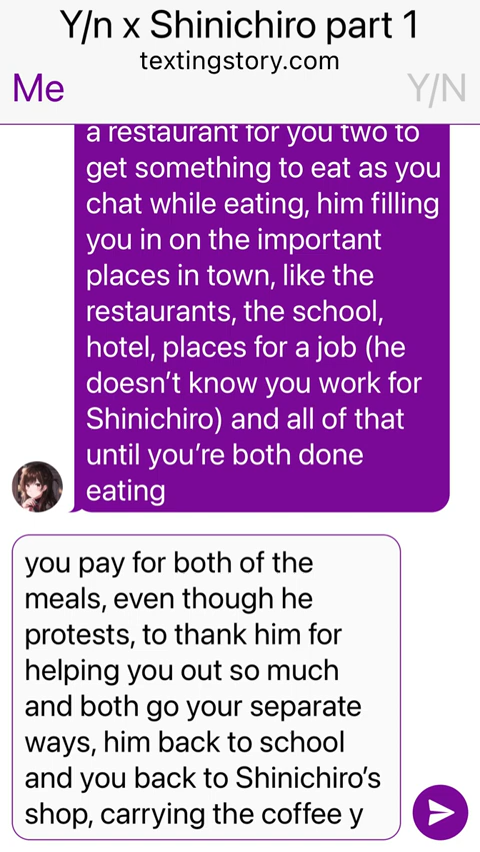 Y/n x Shinichiro part 1
textingstory.com
Me
Y/N
a restaurant for you two to
get something to eat as you
chat while eating, him filling
you in on the important
places in town, like the
restaurants, the school,
hotel, places for a job (he
doesn’t know you work for
Shinichiro) and all of that
until you’re both done
eating
you pay for both of the
meals, even though he
protests, to thank him for
helping you out so much
and both go your separate
ways, him back to school
and you back to Shinichiro’s
shop, carrying the coffee y